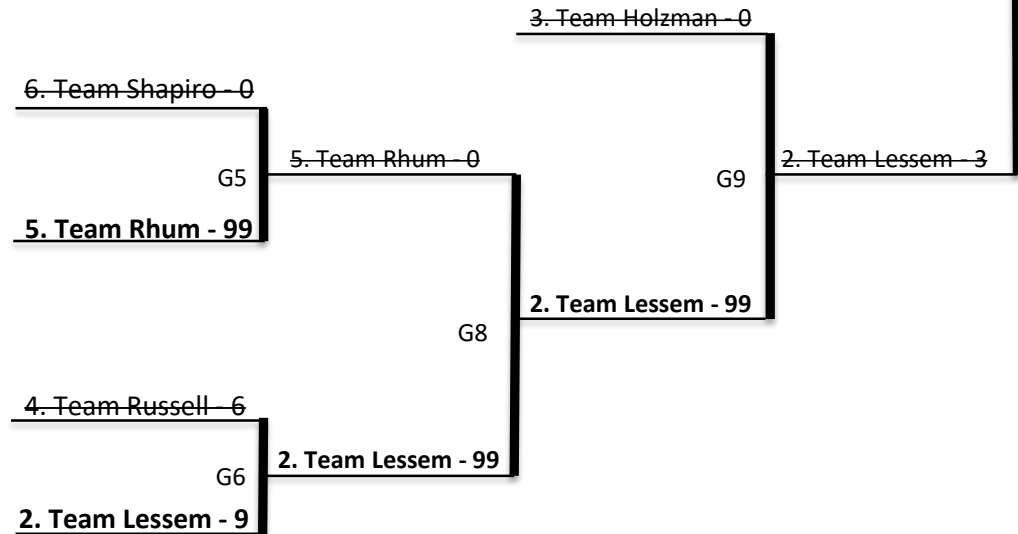 3. Team Holzman - 0
6. Team Shapiro - 0
5. Team Rhum - 0
2. Team Lessem - 3
G5
G9
5. Team Rhum - 99
2. Team Lessem - 99
G8
4. Team Russell - 6
2. Team Lessem - 99
G6
2. Team Lessem - 9